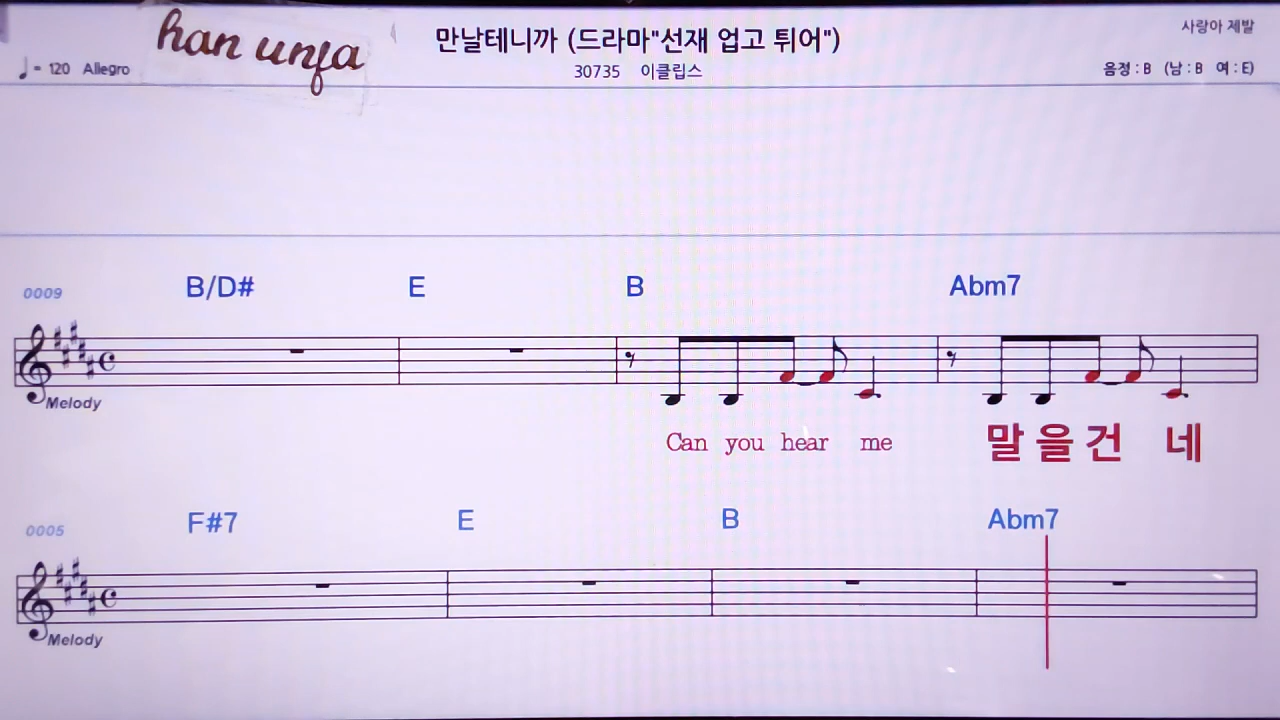 han unfa
만날테니까 (드라마"선재 업고 튀어")
사랑아 제발
♩= 120 Allegro
30735 이클립스
음정 : B (남 : B 여 : E)
0009 B/D# E B Abm7
Melody
Can you hear me 말 을 건 네
0005 F#7 E B Abm7
Melody